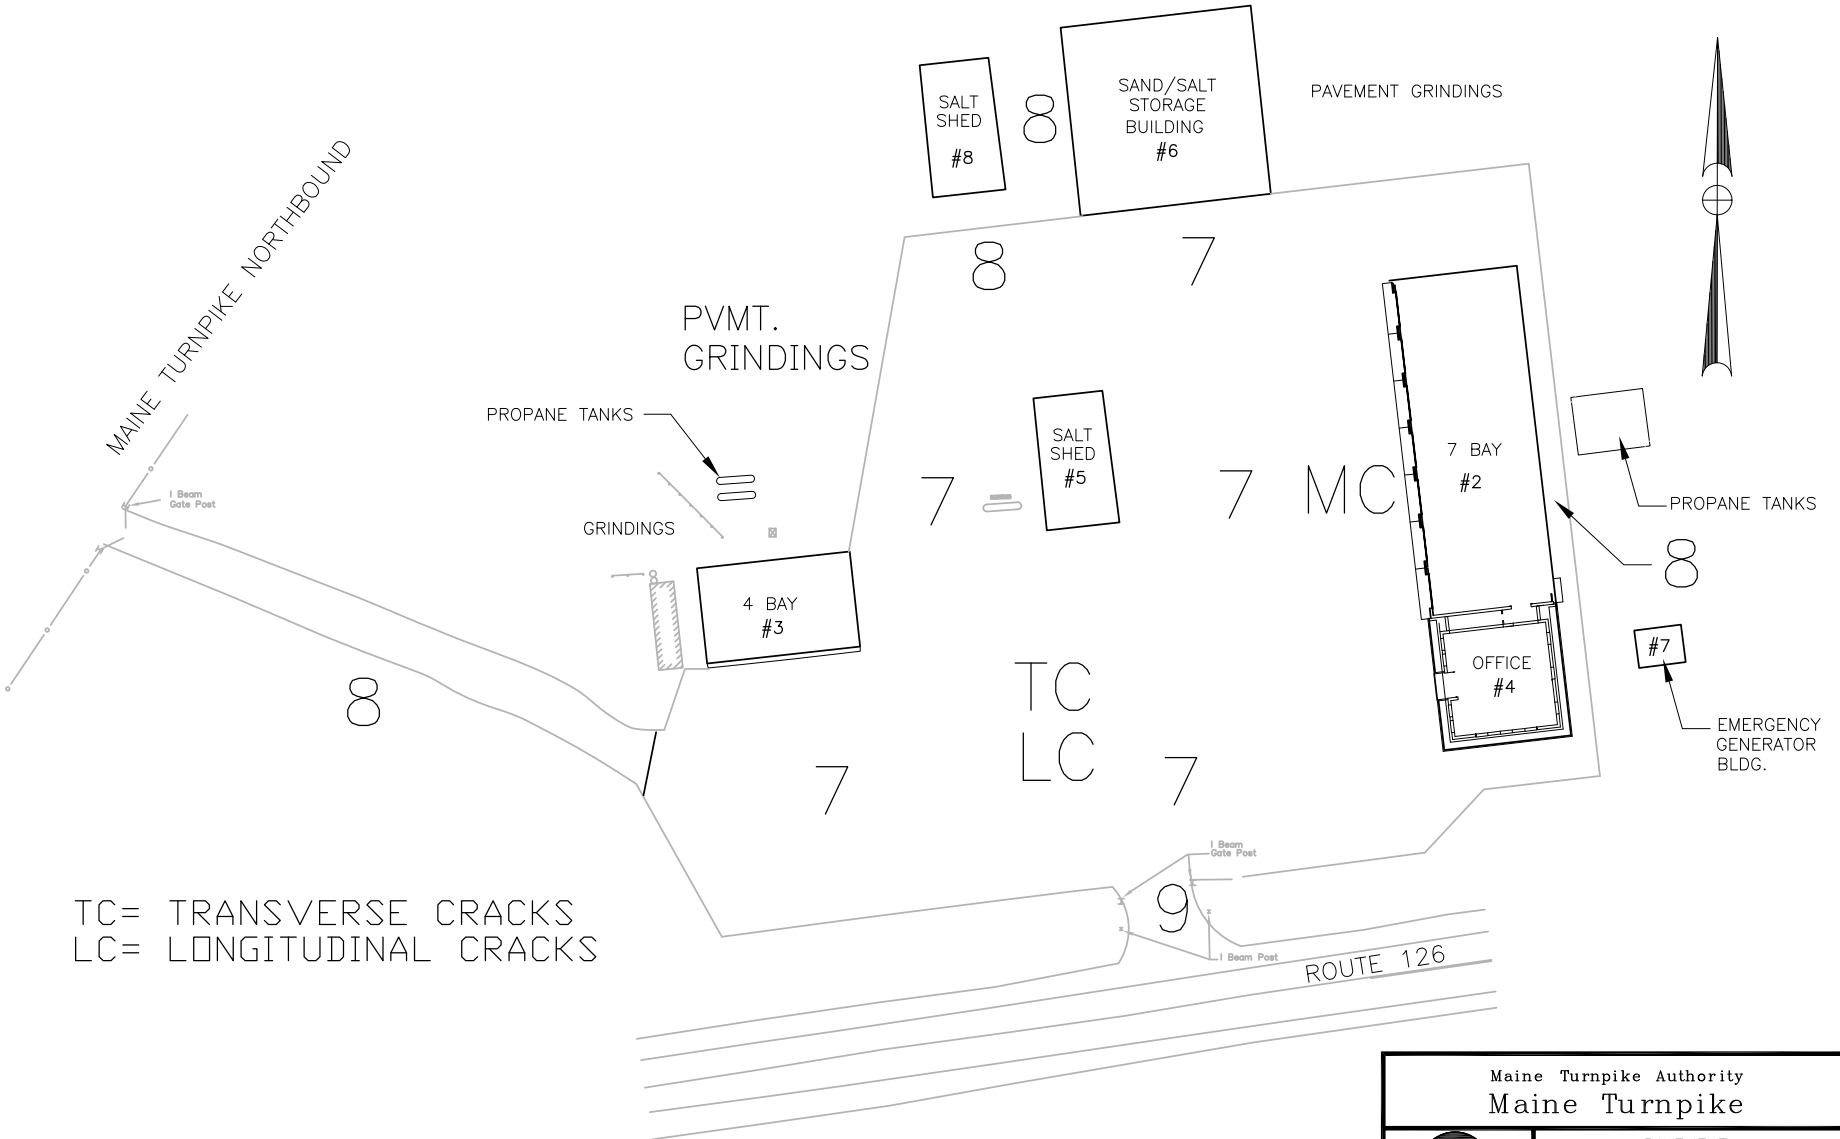 SALT
SHED
#8
8
SAND/SALT
STORAGE
BUILDING
#6
PAVEMENT GRINDINGS
MAINE TURNPIKE NORTHBOUND
8
7
PVMT.
GRINDINGS
PROPANE TANKS
SALT
SHED
#5
7
7
MC
7 BAY
#2
PROPANE TANKS
I Beam
Gate Post
GRINDINGS
8
4 BAY
#3
#7
OFFICE
#4
TC
LC
8
EMERGENCY
GENERATOR
BLDG.
7
7
I Beam
Gate Post
9
TC= TRANSVERSE CRACKS
LC= LONGITUDINAL CRACKS
I Beam Post
ROUTE 126
Maine Turnpike Authority
Maine Turnpike